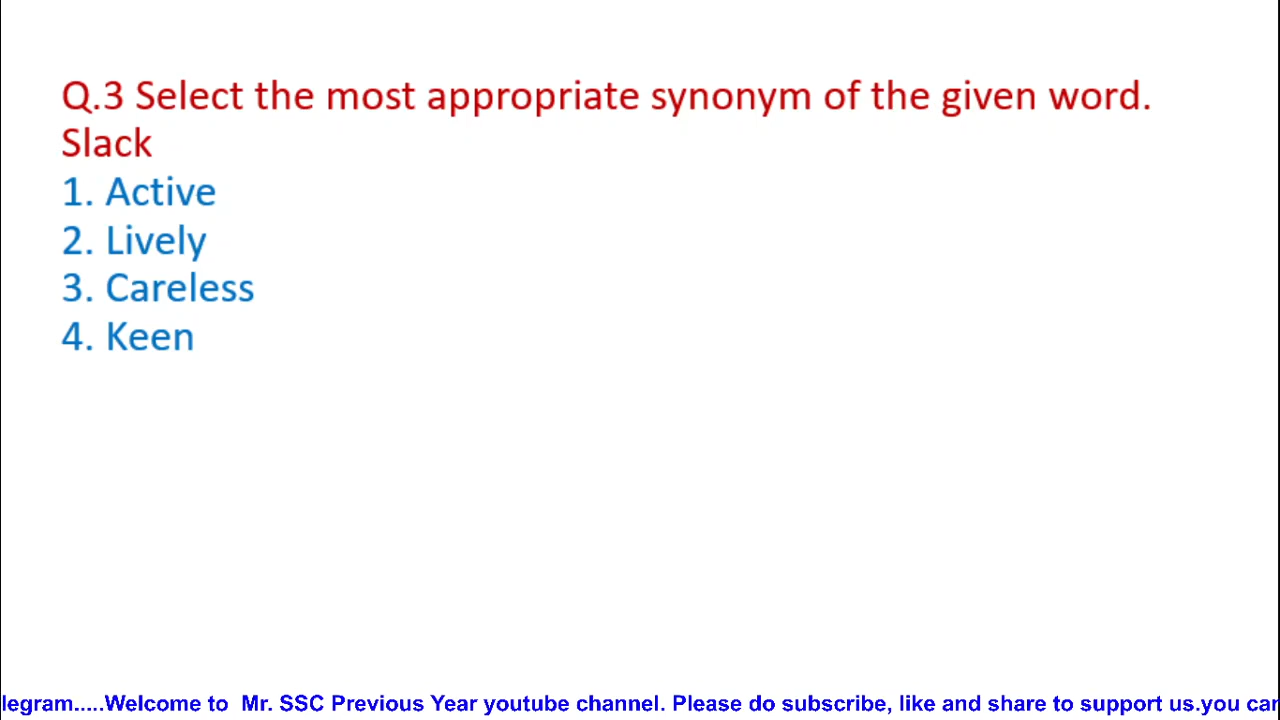 Q.3 Select the most appropriate synonym of the given word.
Slack
1. Active
2. Lively
3. Careless
4. Keen
legram.....Welcome to  Mr. SSC Previous Year youtube channel. Please do subscribe, like and share to support us.you can